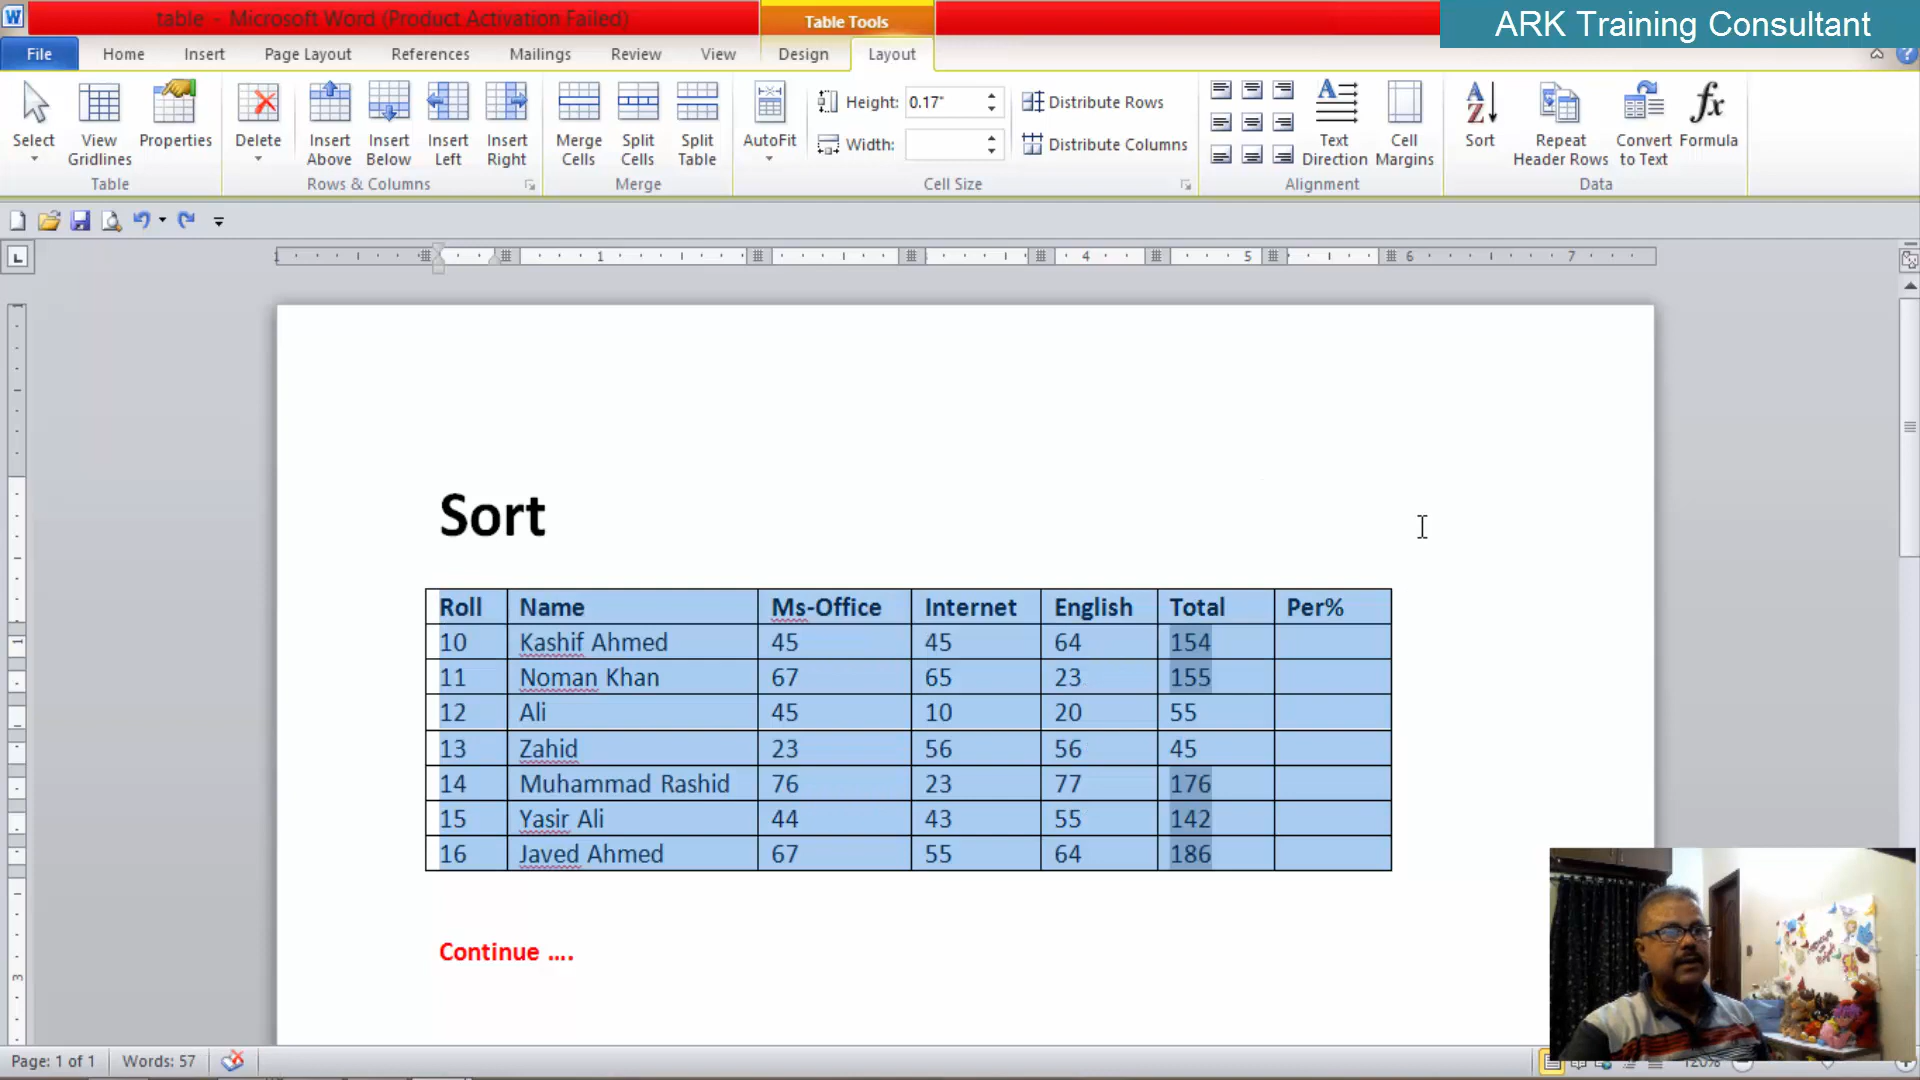 table - Microsoft Word (Product Activation Failed)
Table Tools
ARK Training Consultant
File Home Insert Page Layout References Mailings Review View Design Layout
Select
View Gridlines
Properties
Table
Delete
Insert Above
Insert Below
Insert Left
Insert Right
Rows & Columns
Merge Cells
Split Cells
Split Table
Merge
AutoFit
Height: 0.17"
Width:
Distribute Rows
Distribute Columns
Cell Size
Text Direction
Cell Margins
Alignment
Sort
Repeat Header Rows
Convert to Text
Formula
Data
1 1 4 5 6 7
Sort
Roll Name Ms-Office Internet English Total Per%
10 Kashif Ahmed 45 45 64 154
11 Noman Khan 67 65 23 155
12 Ali 45 10 20 55
13 Zahid 23 56 56 45
14 Muhammad Rashid 76 23 77 176
15 Yasir Ali 44 43 55 142
16 Javed Ahmed 67 55 64 186
Continue ....
Page: 1 of 1 Words: 57 120%